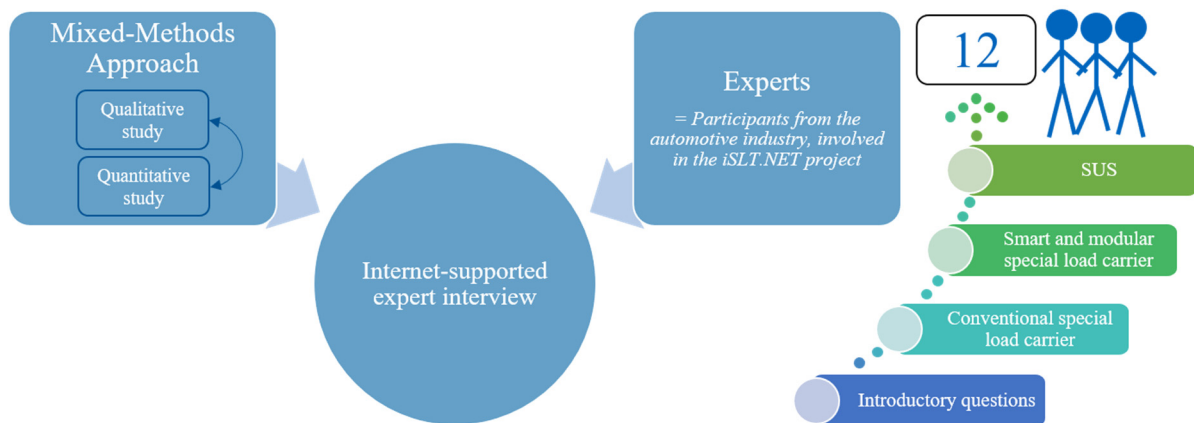 Mixed-Methods
Approach
Qualitative
study
Quantitative
study
Internet-supported
expert interview
Experts
= Participants from the
automotive industry, involved
in the iSLT.NET project
12
SUS
Smart and modular
special load carrier
Conventional special
load carrier
Introductory questions